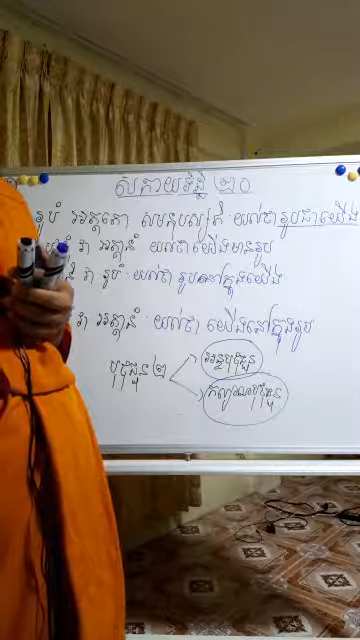 សកាយទិដ្ឋិ ២០
រូបំ អត្តតោ សមនុបស្សតិ យល់ថា រូបជាយើង
វា អត្តានំ យល់ថា យើងមានរូប
វា រូបំ យល់ថា រូបនៅក្នុងយើង
វា អត្តានំ យល់ថា យើងនៅក្នុងរូប
បុថុជ្ជន ២
អន្ធបុថុជ្ជន
កល្យាណបុថុជ្ជន